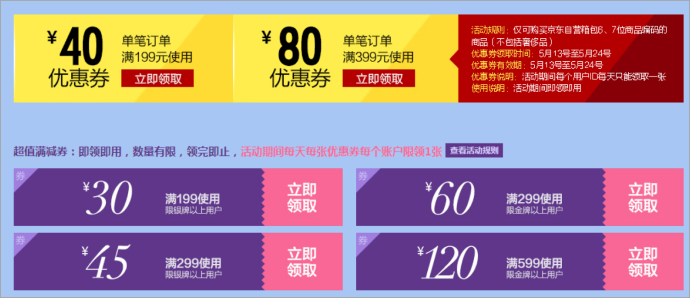 ¥40
优惠券
单笔订单
满199元使用
立即领取
¥80
优惠券
单笔订单
满399元使用
立即领取
活动规则：仅可购买京东自营箱包6、7位商品编码的
商品（不包括奢侈品）
优惠券领取时间：5月13号至5月24号
优惠券有效期：5月13号至5月24号
优惠券说明：活动期间每个用户ID每天只能领取一张
使用说明：活动期间即领即用
超值满减券：即领即用，数量有限，领完即止，活动期间每天每张优惠券每个账户限领1张 查看活动规则
券
¥30
满199使用
限银牌以上用户
立即
领取
券
¥60
满299使用
限金牌以上用户
立即
领取
券
¥45
满299使用
限银牌以上用户
立即
领取
券
¥120
满599使用
限金牌以上用户
立即
领取